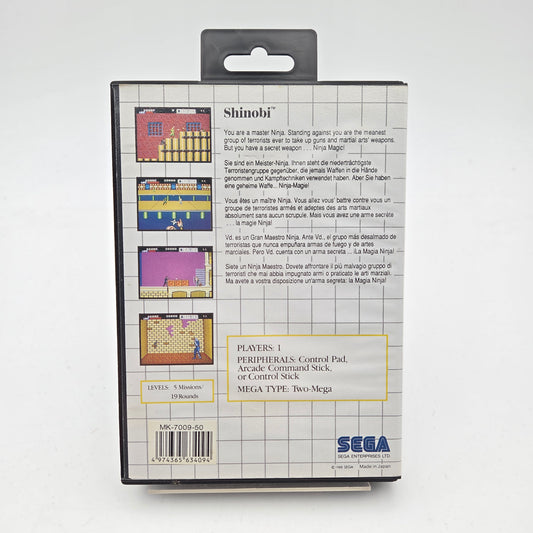 Shinobi™
You are a master Ninja. Standing against you are the meanest
group of terrorists ever to take up guns and martial arts' weapons.
But you have a secret weapon . . . Ninja Magic!
Sie sind ein Meister-Ninja. Ihnen steht die niederträchtigste
Terroristengruppe gegenüber, die jemals Waffen in die Hände
genommen und Kampftechniken verwendet haben. Aber Sie haben
eine geheime Waffe... Ninja-Magie!
Vous êtes un maître Ninja. Vous allez vous' battre contre vous un
groupe de terroristes armés et adeptes des arts martiaux
absolument sans aucun scrupule. Mais vous avez une arme secrète
. . . la magie Ninja!
Vd. es un Gran Maestro Ninja. Ante Vd., el grupo más desalmado de
terroristas que nunca empuñara armas de fuego y de artes
marciales. Pero Vd. cuenta con un arma secreta ... ¡La Magia Ninja!
Siete un Ninja Maestro. Dovete affrontare il più malvagio gruppo di
terroristi che mai abbia impugnato armi o praticato le arti marziali.
Ma avete a vostra disposizione un'arma segreta: la Magia Ninja!
PLAYERS: 1
PERIPHERALS: Control Pad,
Arcade Command Stick,
or Control Stick
MEGA TYPE: Two-Mega
LEVELS: 5 Missions/
19 Rounds
MK-7009-50
4 974365 634094
SEGA
SEGA ENTERPRISES LTD.
© 1988 SEGA Made in Japan